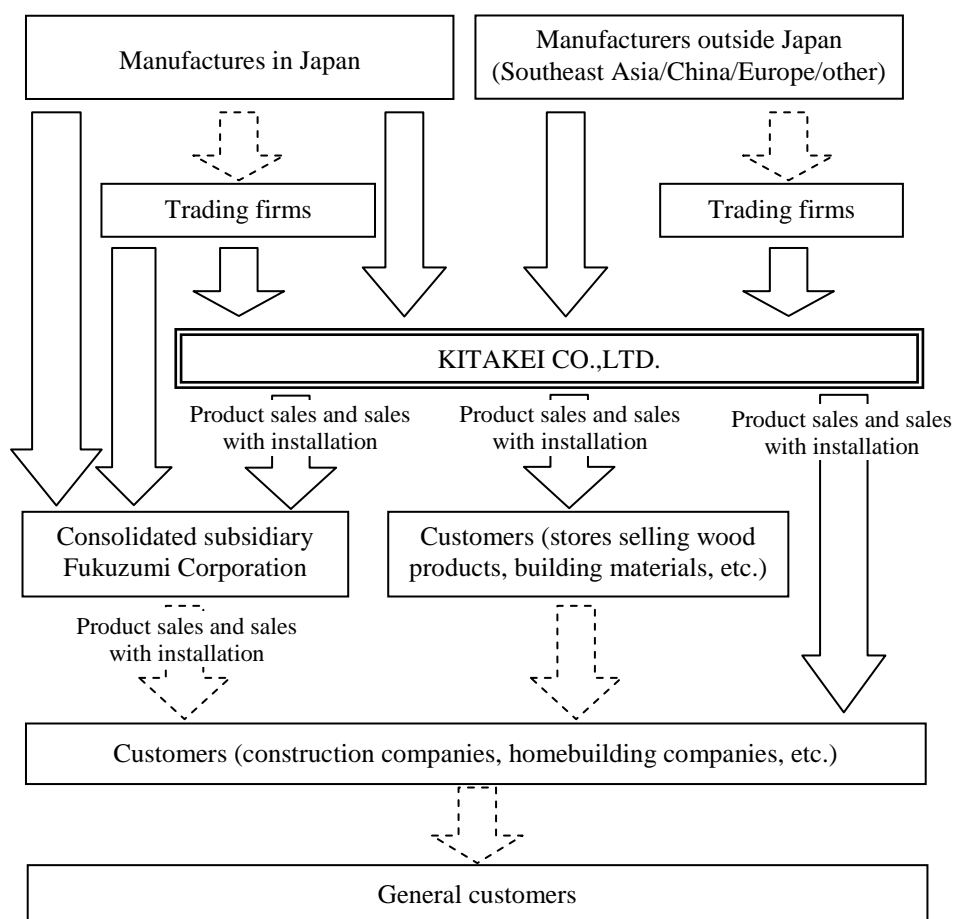 Manufactures in Japan
Manufacturers outside Japan
(Southeast Asia/China/Europe/other)
Trading firms
Trading firms
KITAKEI CO.,LTD.
Product sales and sales
with installation
Product sales and sales
with installation
Product sales and sales
with installation
Consolidated subsidiary
Fukuzumi Corporation
Customers (stores selling wood
products, building materials, etc.)
Product sales and sales
with installation
Customers (construction companies, homebuilding companies, etc.)
General customers